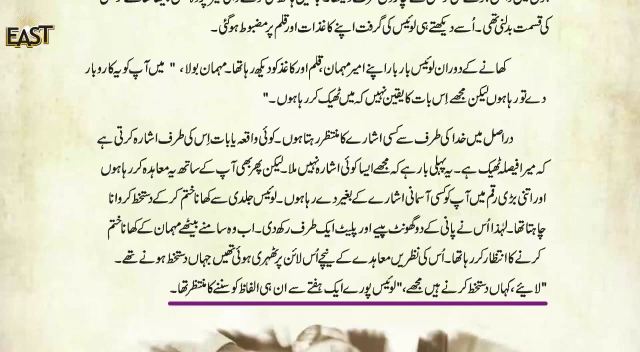 EAST
کی قسمت بدلنی تھی۔ اُسے دیکھتے ہی لوئیس کی گرفت اپنے کاغذات اور قلم پر مضبوط ہوگئی۔
کھانے کے دوران لوئیس بار بار اپنے امیر مہمان، قلم اور کاغذ کو دیکھ رہا تھا۔ مہمان بولا، " میں آپ کو یہ کاروبار
دے تو رہا ہوں لیکن مجھے اِس بات کا یقین نہیں کہ میں ٹھیک کر رہا ہوں۔"
دراصل میں خدا کی طرف سے کسی اشارے کا منتظر رہتا ہوں۔ کوئی واقعہ یا بات اِس کی طرف اشارہ کرتی ہے
کہ میرا فیصلہ ٹھیک ہے۔ یہ پہلی بار ہے کہ مجھے ایسا کوئی اشارہ نہیں ملا۔ لیکن پھر بھی آپ کے ساتھ یہ معاہدہ کر رہا ہوں
اور اتنی بڑی رقم میں آپ کو کسی آسمانی اشارے کے بغیر دے رہا ہوں۔ لوئیس جلدی سے کھانا ختم کر کے دستخط کروانا
چاہتا تھا۔ لہٰذا اُس نے پانی کے دو گھونٹ پیے اور پلیٹ ایک طرف رکھ دی۔ اب وہ سامنے بیٹھے مہمان کے کھانا ختم
کرنے کا انتظار کر رہا تھا۔ اُس کی نظریں معاہدے کے نیچے اُس لائن پر ٹھہری ہوئی تھیں جہاں دستخط ہونے تھے۔
"لائیے، کہاں دستخط کرنے ہیں مجھے،" لوئیس پورے ایک ہفتے سے ان ہی الفاظ کو سننے کا منتظر تھا۔